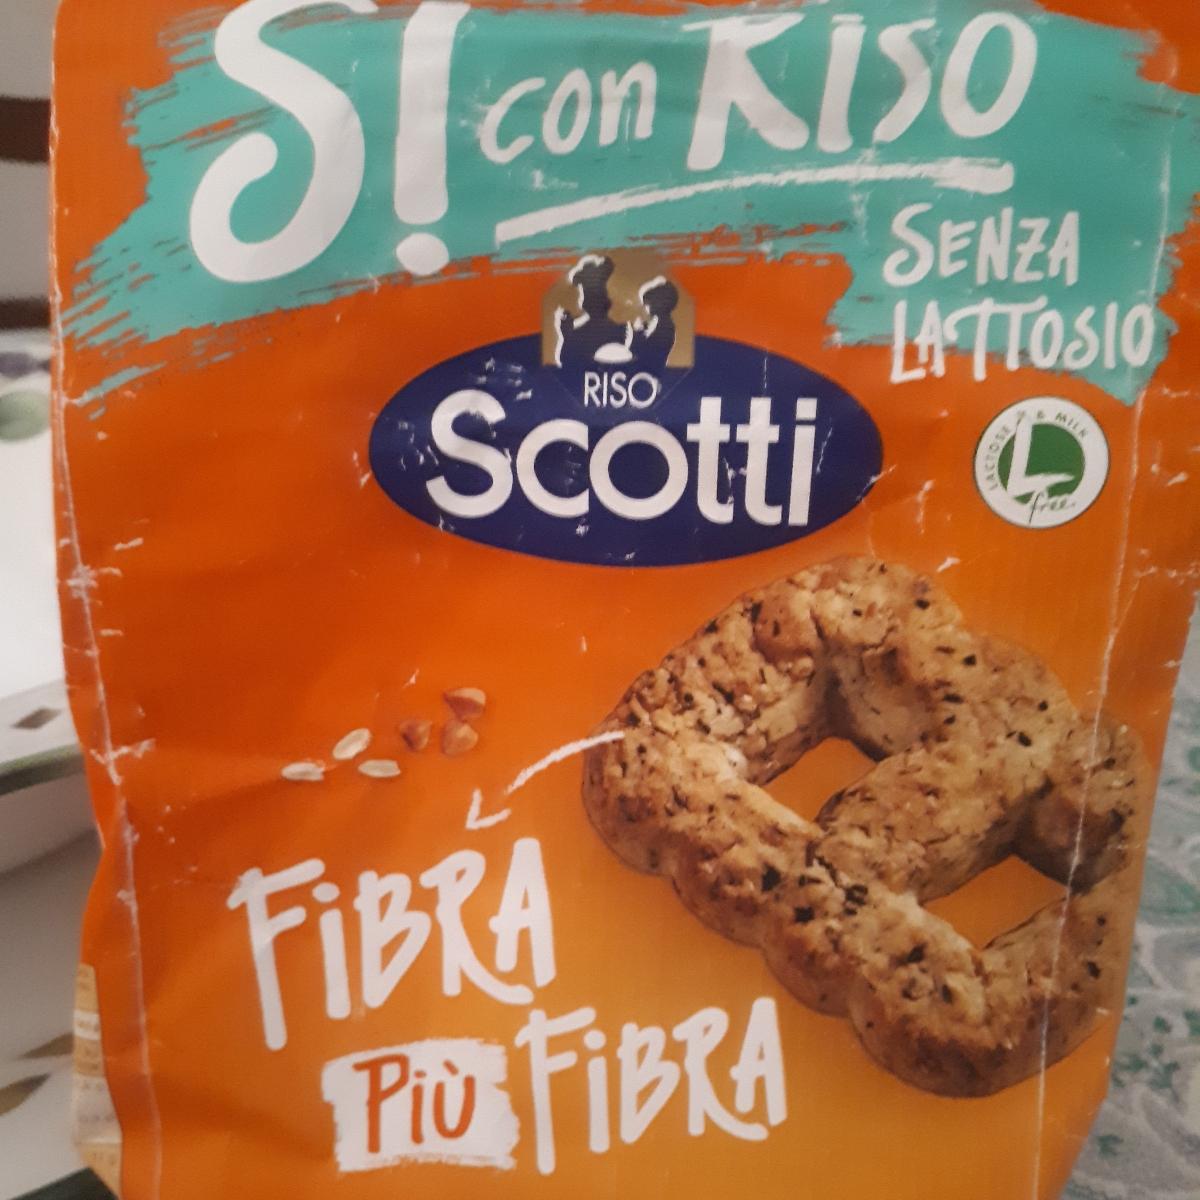 Sì con Riso
SENZA
LATTOSIO
RISO
Scotti
LACTOSE & MILK
free.
FiBRA
Più FiBRA